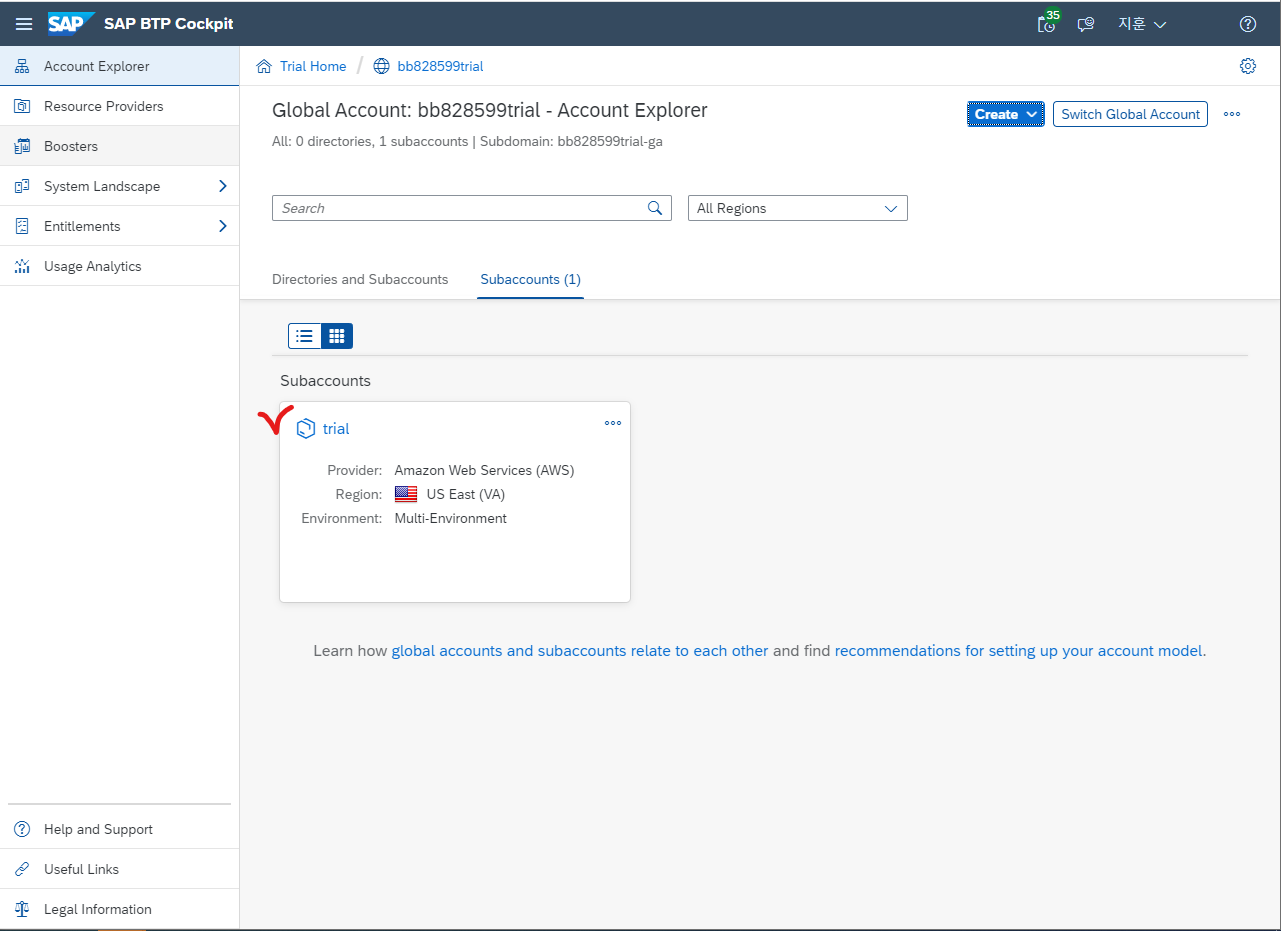 SAP SAP BTP Cockpit 35 지훈
Account Explorer
Resource Providers
Boosters
System Landscape
Entitlements
Usage Analytics
Help and Support
Useful Links
Legal Information
Trial Home / bb828599trial
Global Account: bb828599trial - Account Explorer
Create
Switch Global Account
All: 0 directories, 1 subaccounts | Subdomain: bb828599trial-ga
Search
All Regions
Directories and Subaccounts
Subaccounts (1)
Subaccounts
trial
Provider: Amazon Web Services (AWS)
Region: US East (VA)
Environment: Multi-Environment
Learn how global accounts and subaccounts relate to each other and find recommendations for setting up your account model.